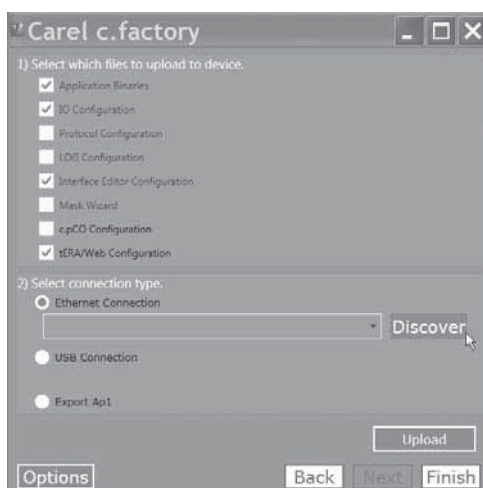 Carel c.factory
1) Select which files to upload to device.
Application Binaries
IO Configuration
Protocol Configuration
LOG Configuration
Interface Editor Configuration
Mask Wizard
c.pCO Configuration
tERA/Web Configuration
2) Select connection type.
Ethernet Connection
Discover
USB Connection
Export Ap1
Upload
Options
Back
Next
Finish